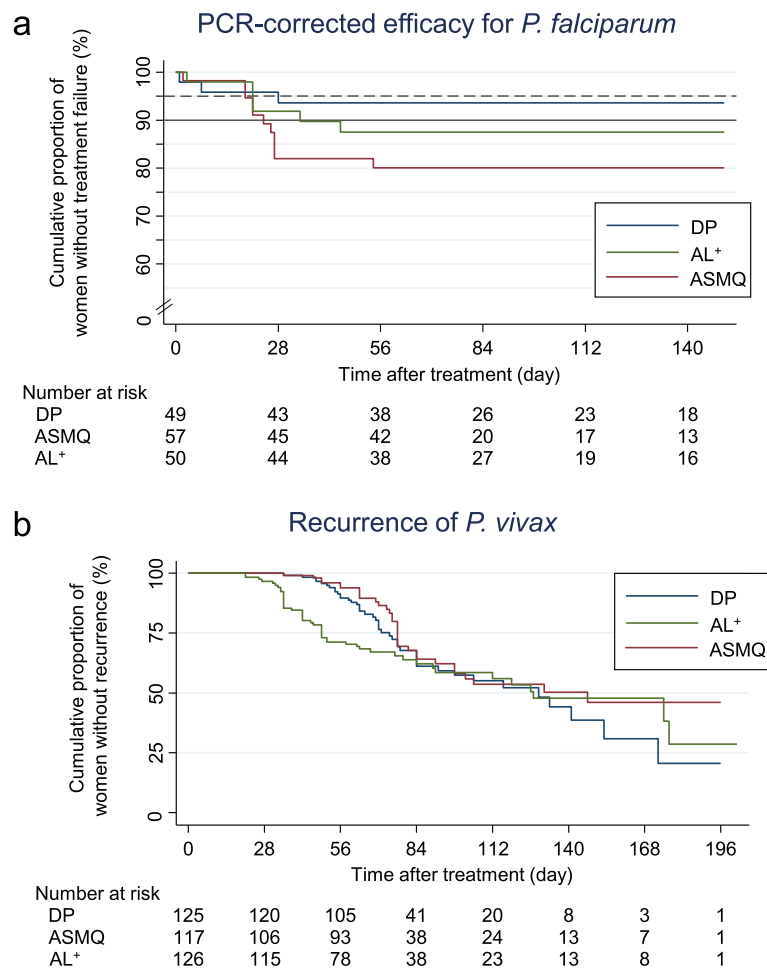 a
PCR-corrected efficacy for P. falciparum
Cumulative proportion of
women without treatment failure (%)
100
90
80
70
60
0
DP
AL⁺
ASMQ
0 28 56 84 112 140
Time after treatment (day)
Number at risk
DP 49 43 38 26 23 18
ASMQ 57 45 42 20 17 13
AL⁺ 50 44 38 27 19 16
b
Recurrence of P. vivax
Cumulative proportion of
women without recurrence (%)
100
75
50
25
0
DP
AL⁺
ASMQ
0 28 56 84 112 140 168 196
Time after treatment (day)
Number at risk
DP 125 120 105 41 20 8 3 1
ASMQ 117 106 93 38 24 13 7 1
AL⁺ 126 115 78 38 23 13 8 1